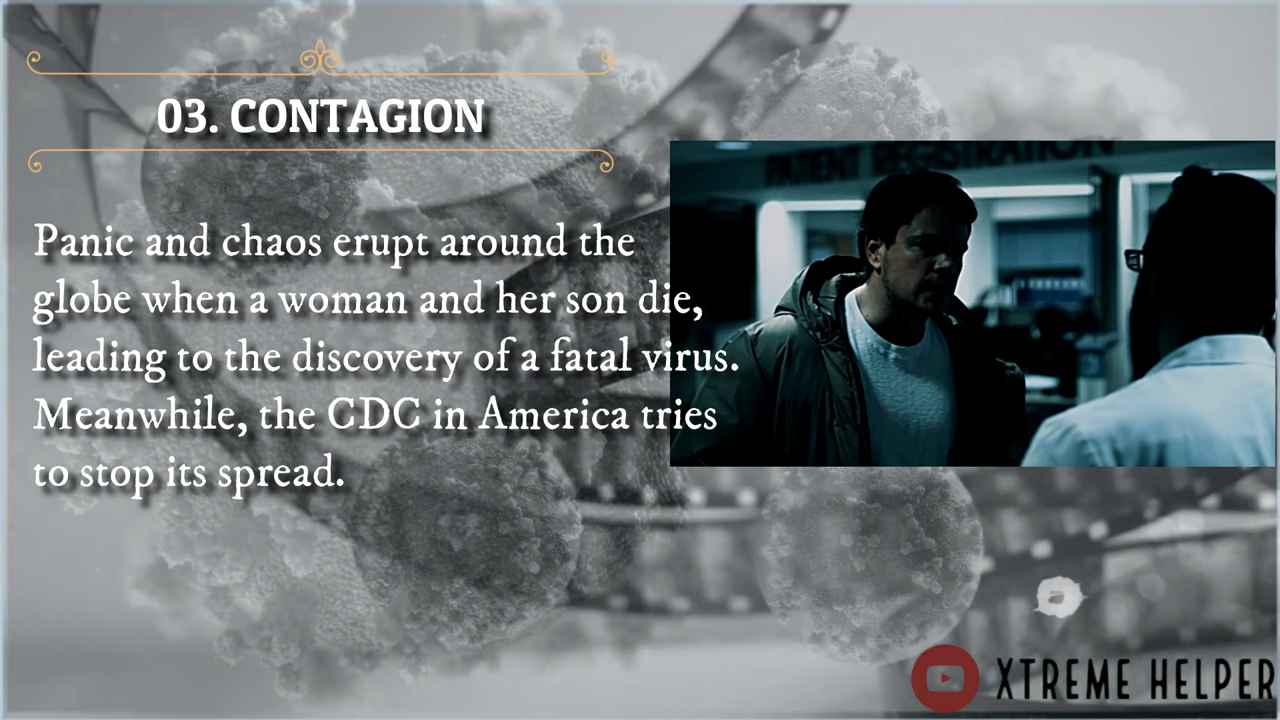 03. CONTAGION
Panic and chaos erupt around the
globe when a woman and her son die,
leading to the discovery of a fatal virus.
Meanwhile, the CDC in America tries
to stop its spread.
PATIENT REGISTRATION
XTREME HELPER